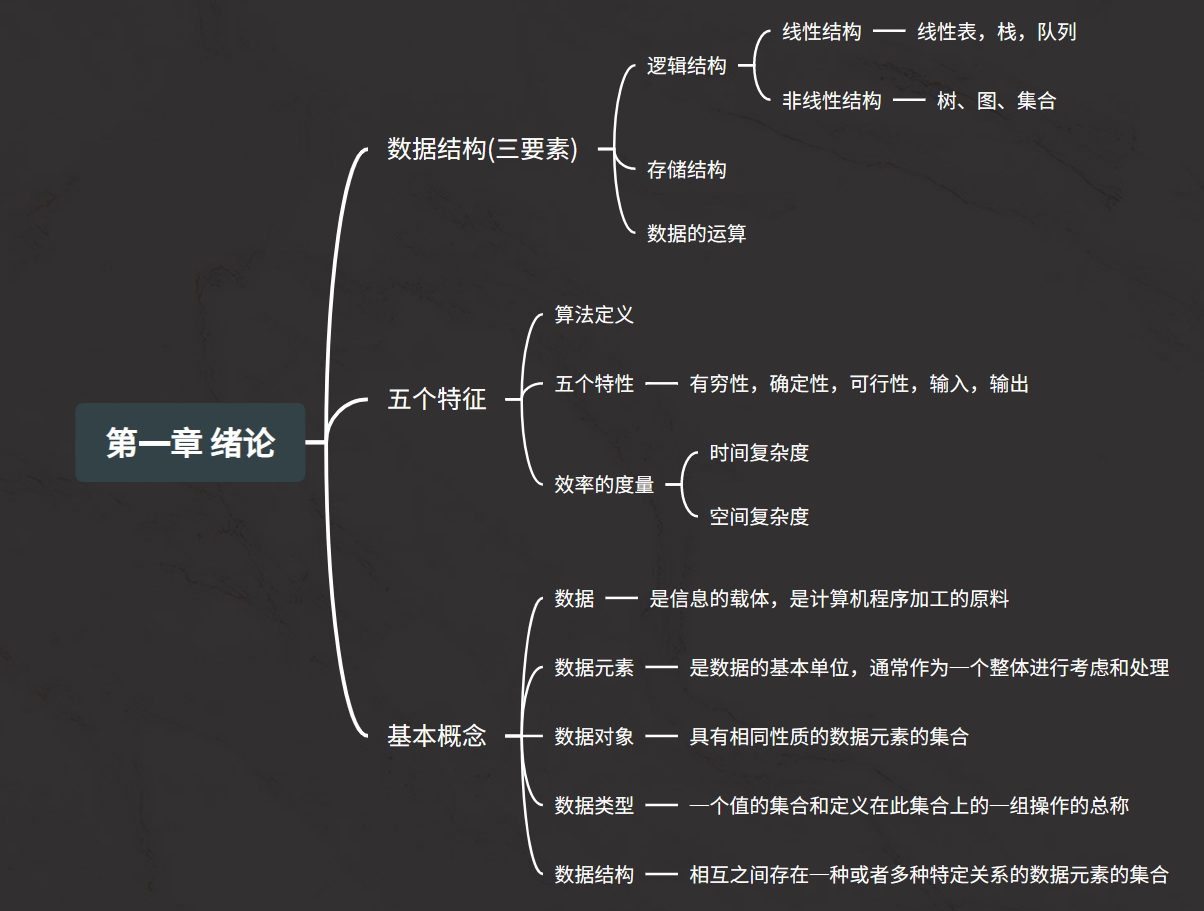 第一章 绪论
数据结构(三要素)
逻辑结构
线性结构
线性表，栈，队列
非线性结构
树、图、集合
存储结构
数据的运算
五个特征
算法定义
五个特性
有穷性，确定性，可行性，输入，输出
效率的度量
时间复杂度
空间复杂度
基本概念
数据
是信息的载体，是计算机程序加工的原料
数据元素
是数据的基本单位，通常作为一个整体进行考虑和处理
数据对象
具有相同性质的数据元素的集合
数据类型
一个值的集合和定义在此集合上的一组操作的总称
数据结构
相互之间存在一种或者多种特定关系的数据元素的集合